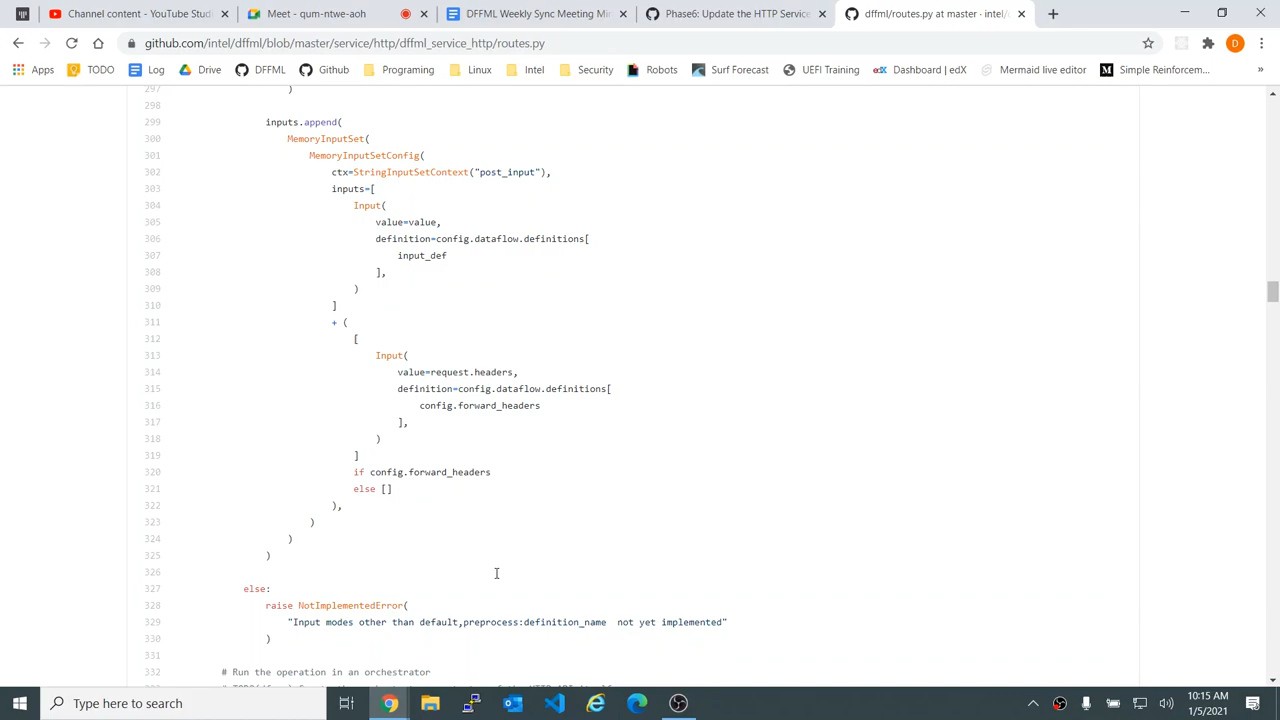 Channel content - YouTube Stud
Meet - qum-ntwe-aoh
DFFML Weekly Sync Meeting Min
Phase6: Update the HTTP Service
dffml/routes.py at master · intel/d
github.com/intel/dffml/blob/master/service/http/dffml_service_http/routes.py
D
Apps TODO Log Drive DFFML Github Programing Linux Intel Security Robots Surf Forecast UEFI Training Dashboard | edX Mermaid live editor Simple Reinforcem... »
297 )
298
299 inputs.append(
300 MemoryInputSet(
301 MemoryInputSetConfig(
302 ctx=StringInputSetContext("post_input"),
303 inputs=[
304 Input(
305 value=value,
306 definition=config.dataflow.definitions[
307 input_def
308 ],
309 )
310 ]
311 + (
312 [
313 Input(
314 value=request.headers,
315 definition=config.dataflow.definitions[
316 config.forward_headers
317 ],
318 )
319 ]
320 if config.forward_headers
321 else []
322 ),
323 )
324 )
325 )
326
327 else:
328 raise NotImplementedError(
329 "Input modes other than default,preprocess:definition_name  not yet implemented"
330 )
331
332 # Run the operation in an orchestrator
Type here to search
10:15 AM
1/5/2021